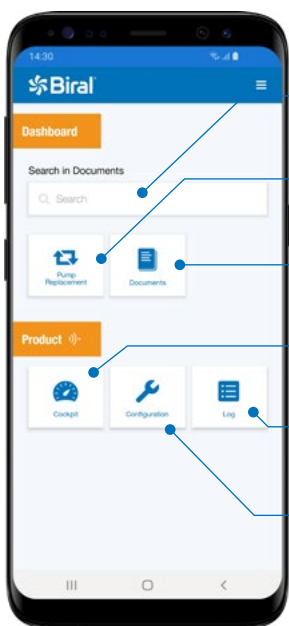 14:30
Biral
Dashboard
Search in Documents
Search
Pump
Replacement
Documents
Product
Cockpit
Configuration
Log